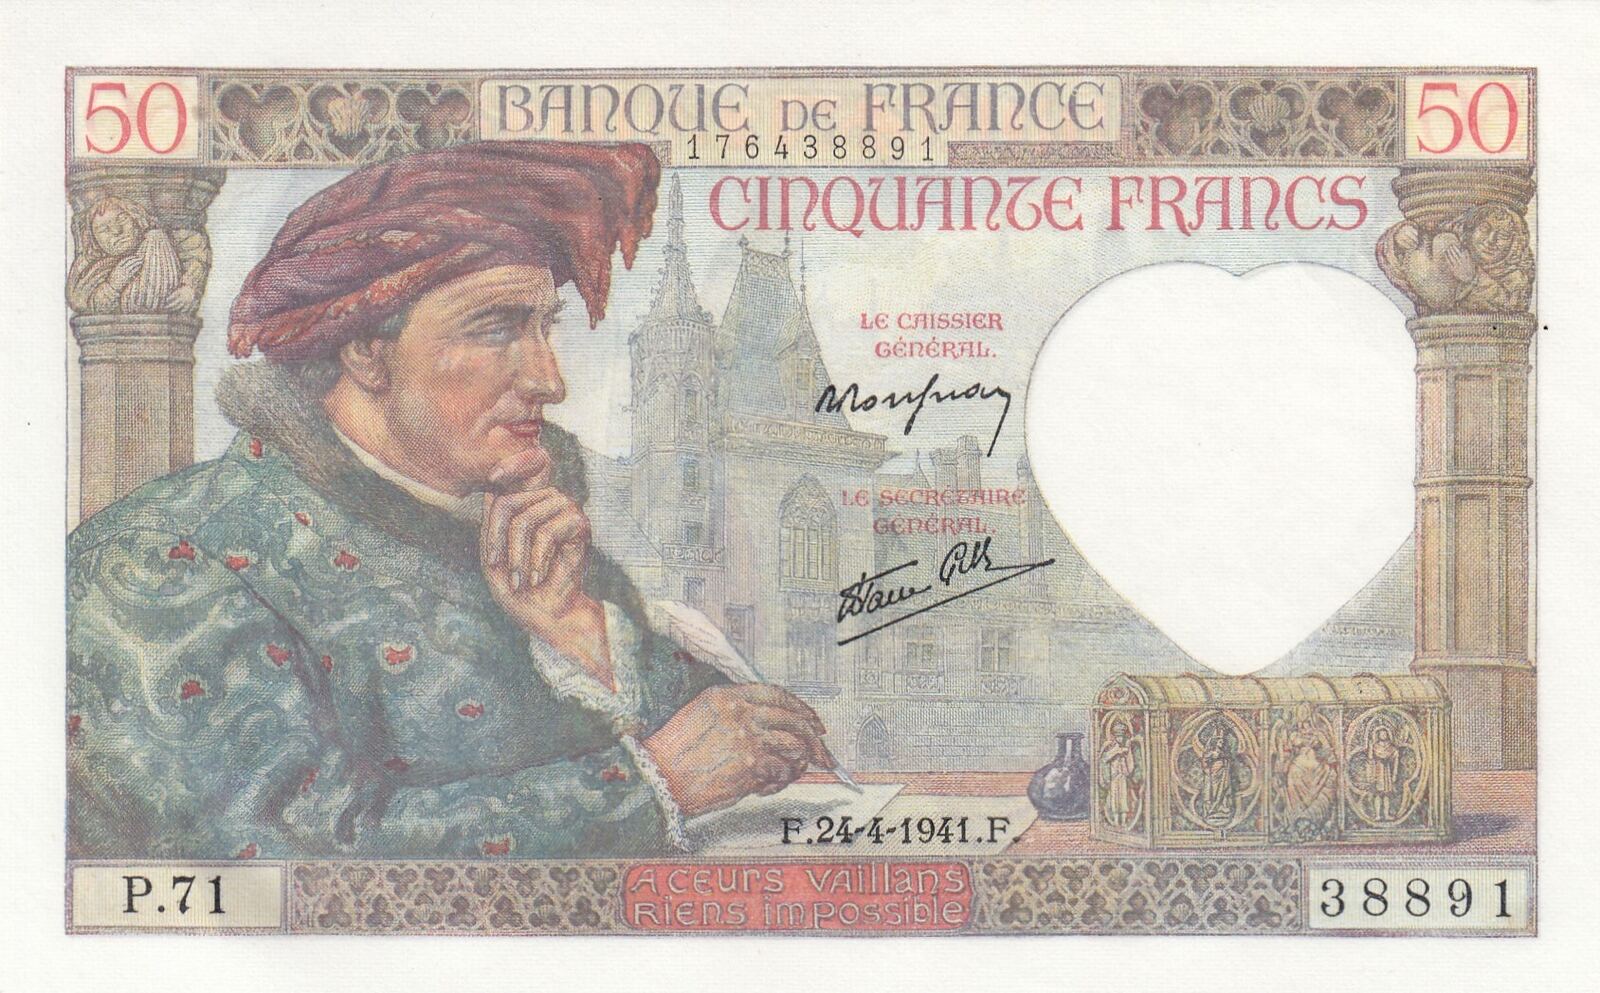 50
BANQUE DE FRANCE
50
176438891
CINQUANTE FRANCS
LE CAISSIER
GÉNÉRAL.
LE SECRÉTAIRE
GÉNÉRAL.
F.24-4-1941.F.
P.71
A CEURS VAILLANS
RIENS IMPOSSIBLE
38891